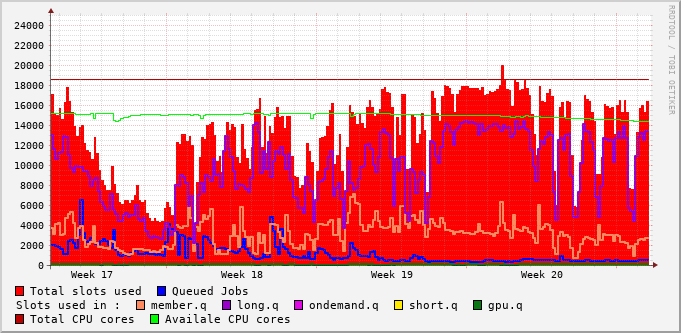 24000
22000
20000
18000
16000
14000
12000
10000
8000
6000
4000
2000
0
Week 17 Week 18 Week 19 Week 20
RRDTOOL / TOBI OETIKER
Total slots used Queued Jobs
Slots used in : member.q long.q ondemand.q short.q gpu.q
Total CPU cores Availale CPU cores